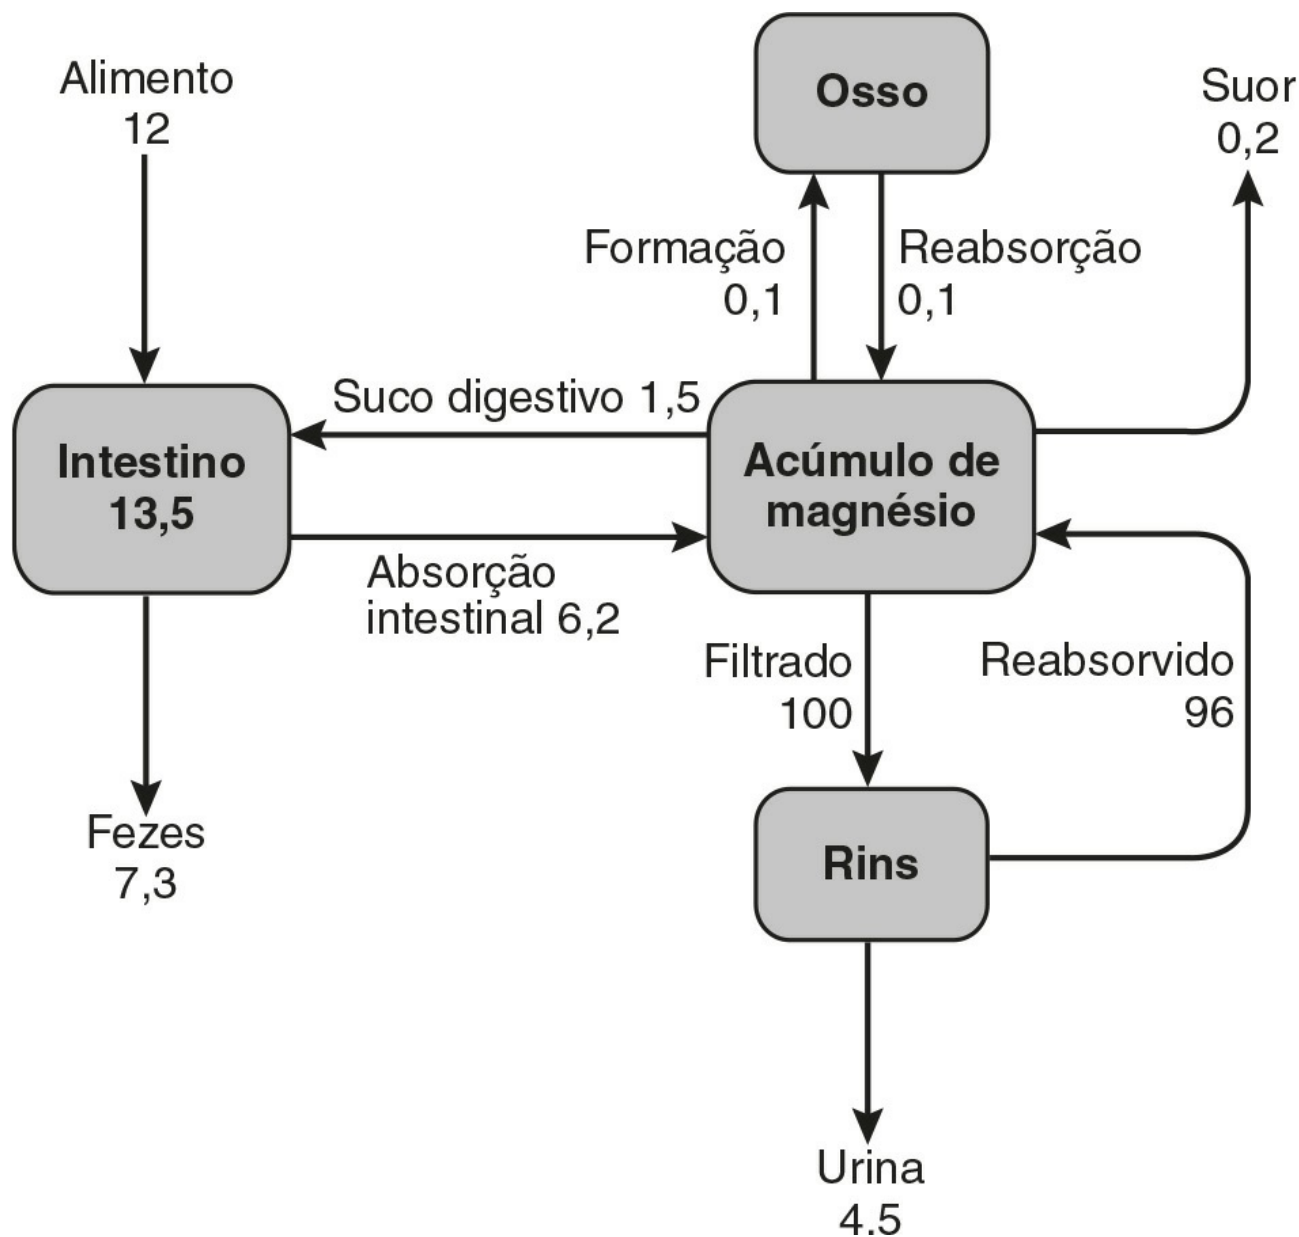 Alimento
12
Osso
Suor
0,2
Formação
0,1
Reabsorção
0,1
Suco digestivo 1,5
Intestino
13,5
Acúmulo de
magnésio
Absorção
intestinal 6,2
Filtrado
100
Reabsorvido
96
Fezes
7,3
Rins
Urina
4,5